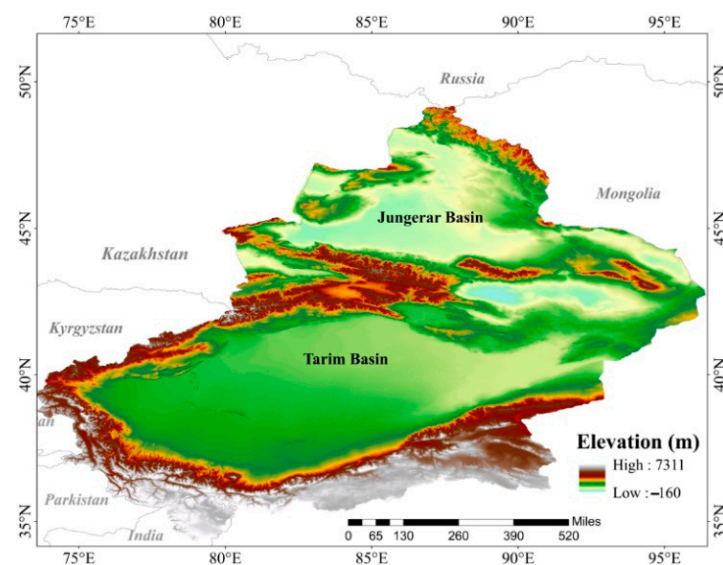 75°E 80°E 85°E 90°E 95°E
50°N
50°N
Russia
Mongolia
Jungerar Basin
45°N
45°N
Kazakhstan
Kyrgyzstan
Tarim Basin
40°N
40°N
an
Elevation (m)
High : 7311
Low : −160
Parkistan
India
35°N
35°N
Miles
0 65 130 260 390 520
75°E 80°E 85°E 90°E 95°E